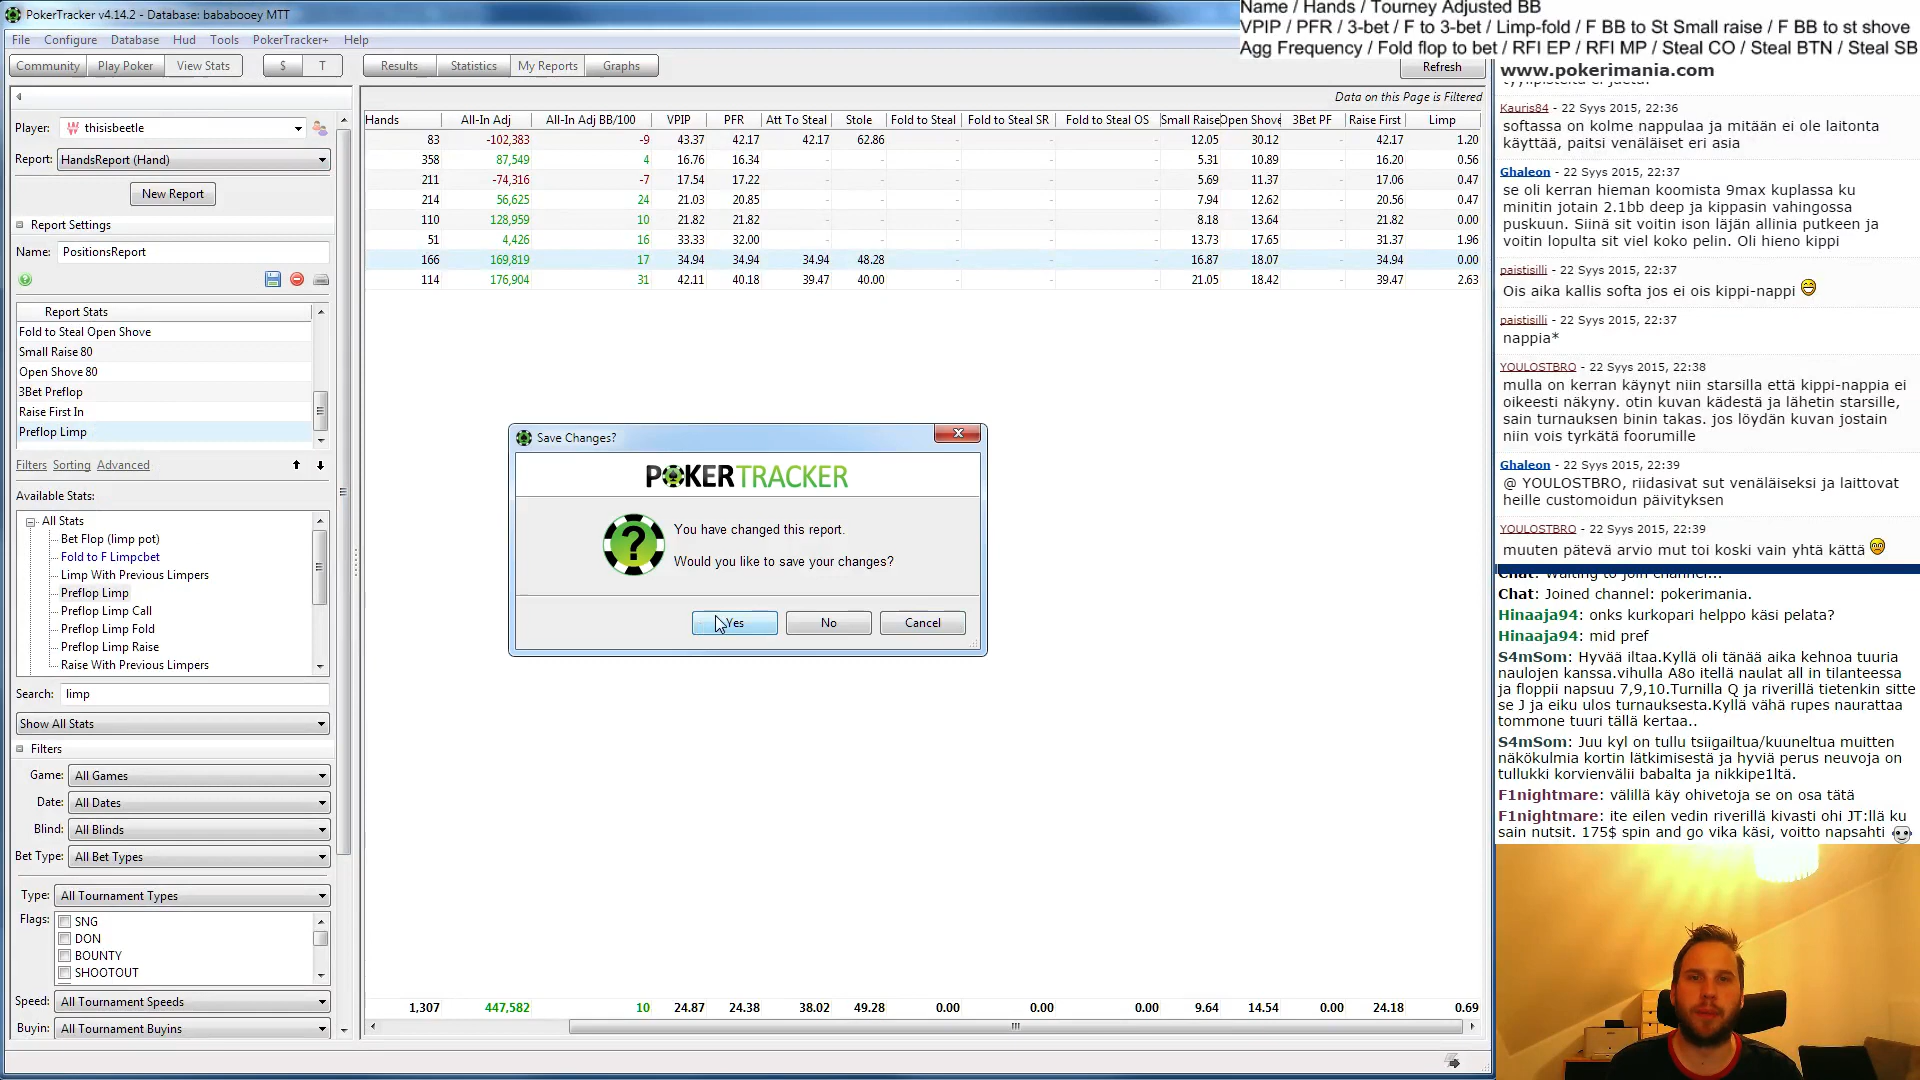 PokerTracker v4.14.2 - Database: bababooey MTT
File Configure Database Hud Tools PokerTracker+ Help
Community Play Poker View Stats $ T Results Statistics My Reports Graphs Refresh
Data on this Page is Filtered
Player: thisisbeetle
Report: HandsReport (Hand)
New Report
Report Settings
Name: PositionsReport
Report Stats
Fold to Steal Open Shove
Small Raise 80
Open Shove 80
3Bet Preflop
Raise First In
Preflop Limp
Filters Sorting Advanced
Available Stats:
All Stats
Bet Flop (limp pot)
Fold to F Limpcbet
Limp With Previous Limpers
Preflop Limp
Preflop Limp Call
Preflop Limp Fold
Preflop Limp Raise
Raise With Previous Limpers
Search: limp
Show All Stats
Filters
Game: All Games
Date: All Dates
Blind: All Blinds
Bet Type: All Bet Types
Type: All Tournament Types
Flags: SNG
DON
BOUNTY
SHOOTOUT
Speed: All Tournament Speeds
Buyin: All Tournament Buyins
Hands All-In Adj All-In Adj BB/100 VPIP PFR Att To Steal Stole Fold to Steal Fold to Steal SR Fold to Steal OS Small Raise Open Shove 3Bet PF Raise First Limp
83 -102,383 -9 43.37 42.17 42.17 62.86 - - - 12.05 30.12 - 42.17 1.20
358 87,549 4 16.76 16.34 - - - - - 5.31 10.89 - 16.20 0.56
211 -74,316 -7 17.54 17.22 - - - - - 5.69 11.37 - 17.06 0.47
214 56,625 24 21.03 20.85 - - - - - 7.94 12.62 - 20.56 0.47
110 128,959 10 21.82 21.82 - - - - - 8.18 13.64 - 21.82 0.00
51 4,426 16 33.33 32.00 - - - - - 13.73 17.65 - 31.37 1.96
166 169,819 17 34.94 34.94 34.94 48.28 - - - 16.87 18.07 - 34.94 0.00
114 176,904 31 42.11 40.18 39.47 40.00 - - - 21.05 18.42 - 39.47 2.63
1,307 447,582 10 24.87 24.38 38.02 49.28 0.00 0.00 0.00 9.64 14.54 0.00 24.18 0.69
Save Changes?
POKERTRACKER
You have changed this report.
Would you like to save your changes?
Yes No Cancel
Name / Hands / Tourney Adjusted BB
VPIP / PFR / 3-bet / F to 3-bet / Limp-fold / F BB to St Small raise / F BB to st shove
Agg Frequency / Fold flop to bet / RFI EP / RFI MP / Steal CO / Steal BTN / Steal SB
www.pokerimania.com
Kauris84 - 22 Syys 2015, 22:36
softassa on kolme nappulaa ja mitään ei ole laitonta
käyttää, paitsi venäläiset eri asia
Ghaleon - 22 Syys 2015, 22:37
se oli kerran hieman koomista 9max kuplassa ku
minitin jotain 2.1bb deep ja kippasin vahingossa
puskuun. Siinä sit voitin ison läjän allinia putkeen ja
voitin lopulta sit viel koko pelin. Oli hieno kippi
paistisilli - 22 Syys 2015, 22:37
Ois aika kallis softa jos ei ois kippi-nappi
paistisilli - 22 Syys 2015, 22:37
nappia*
YOULOSTBRO - 22 Syys 2015, 22:38
mulla on kerran käynyt niin starsilla että kippi-nappia ei
oikeesti näkyny. otin kuvan kädestä ja lähetin starsille,
sain turnauksen binin takas. jos löydän kuvan jostain
niin vois tyrkätä foorumille
Ghaleon - 22 Syys 2015, 22:39
@ YOULOSTBRO, riidasivat sut venäläiseksi ja laittovat
heille customoidun päivityksen
YOULOSTBRO - 22 Syys 2015, 22:39
muuten pätevä arvio mut toi koski vain yhtä kättä
Chat: Waiting to join channel...
Chat: Joined channel: pokerimania.
Hinaaja94: onks kurkopari helppo käsi pelata?
Hinaaja94: mid pref
S4mSom: Hyvää iltaa.Kyllä oli tänää aika kehnoa tuuria
naulojen kanssa.vihulla A8o itellä naulat all in tilanteessa
ja floppii napsuu 7,9,10.Turnilla Q ja riverillä tietenkin sitte
se J ja eiku ulos turnauksesta.Kyllä vähä rupes naurattaa
tommone tuuri tällä kertaa..
S4mSom: Juu kyl on tullu tsiigailtua/kuuneltua muitten
näkökulmia kortin lätkimisestä ja hyviä perus neuvoja on
tullukki korvienvälii babalta ja nikkipe1ltä.
F1nightmare: välillä käy ohivetoja se on osa tätä
F1nightmare: ite eilen vedin riverillä kivasti ohi JT:llä ku
sain nutsit. 175$ spin and go vika käsi, voitto napsahti